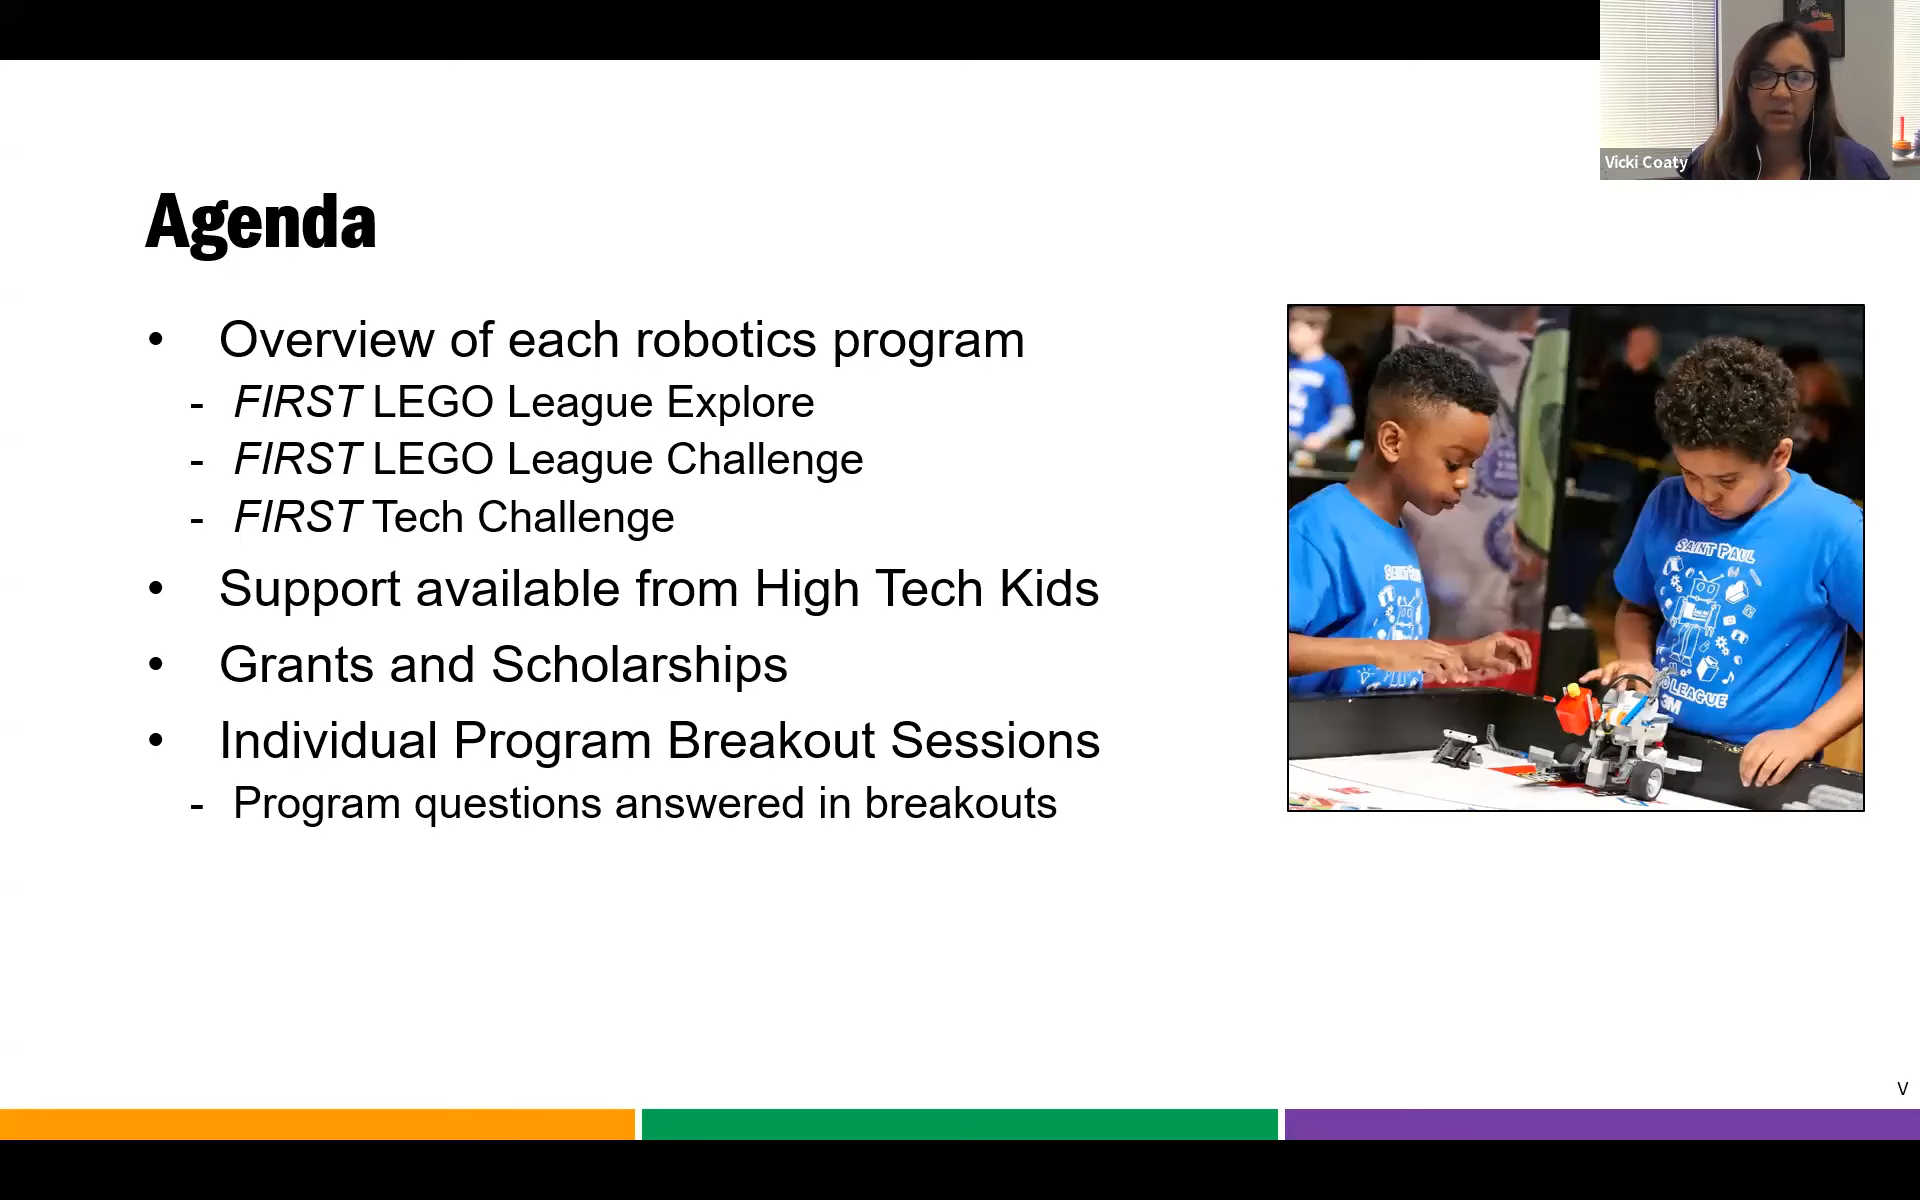 Vicki Coaty
Agenda
• Overview of each robotics program
- FIRST LEGO League Explore
- FIRST LEGO League Challenge
- FIRST Tech Challenge
• Support available from High Tech Kids
• Grants and Scholarships
• Individual Program Breakout Sessions
- Program questions answered in breakouts
SAINT PAUL
LEAGUE
3M
V